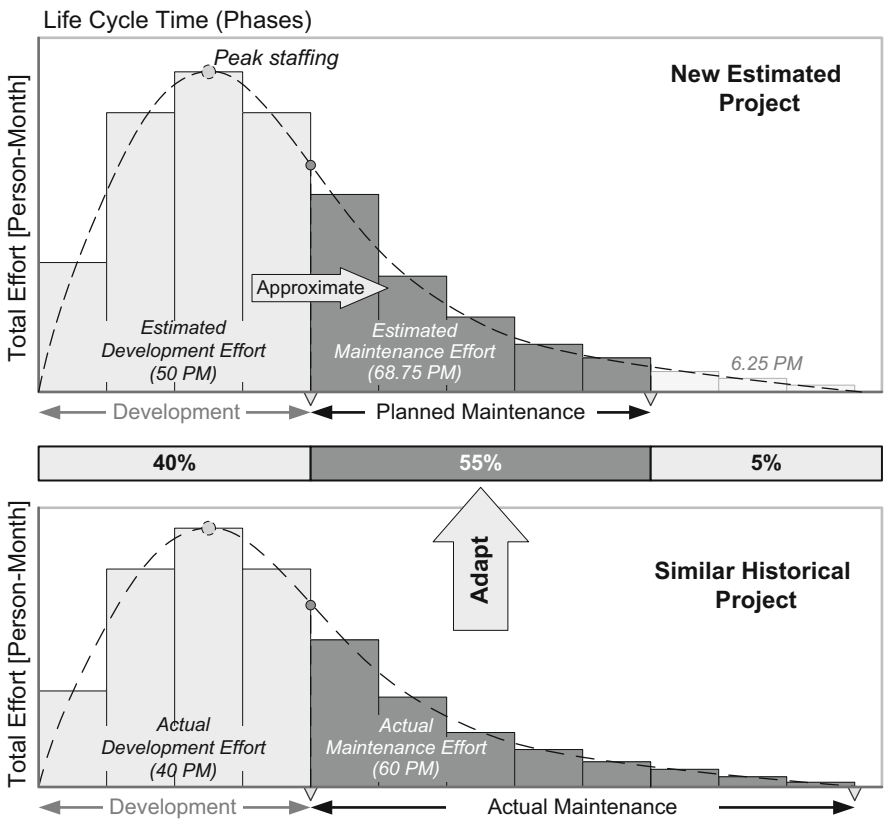 Life Cycle Time (Phases)
Total Effort [Person-Month]
Peak staffing
New Estimated
Project
Approximate
Estimated
Development Effort
(50 PM)
Estimated
Maintenance Effort
(68.75 PM)
6.25 PM
Development
Planned Maintenance
40%
55%
5%
Total Effort [Person-Month]
Adapt
Similar Historical
Project
Actual
Development Effort
(40 PM)
Actual
Maintenance Effort
(60 PM)
Development
Actual Maintenance